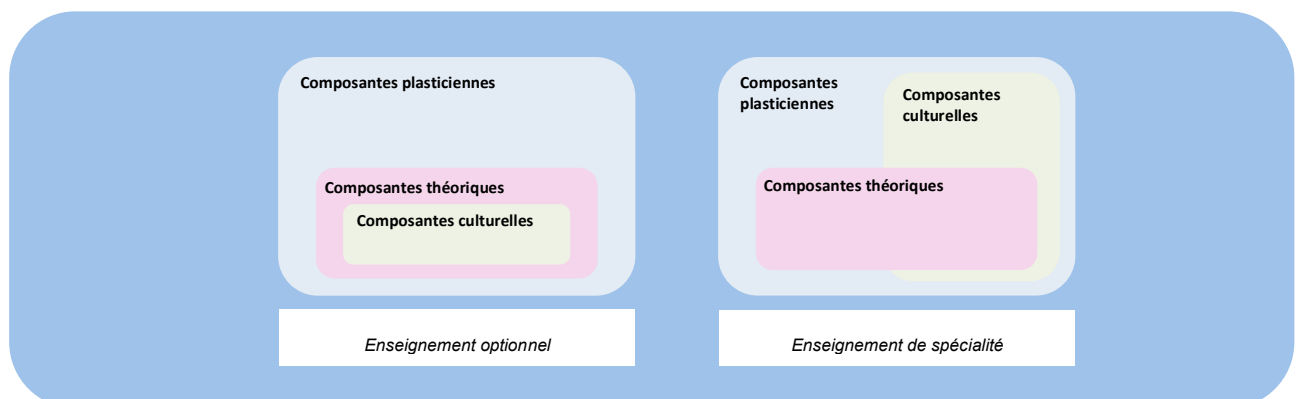 Composantes plasticiennes
Composantes théoriques
Composantes culturelles
Enseignement optionnel
Composantes
plasticiennes
Composantes
culturelles
Composantes théoriques
Enseignement de spécialité